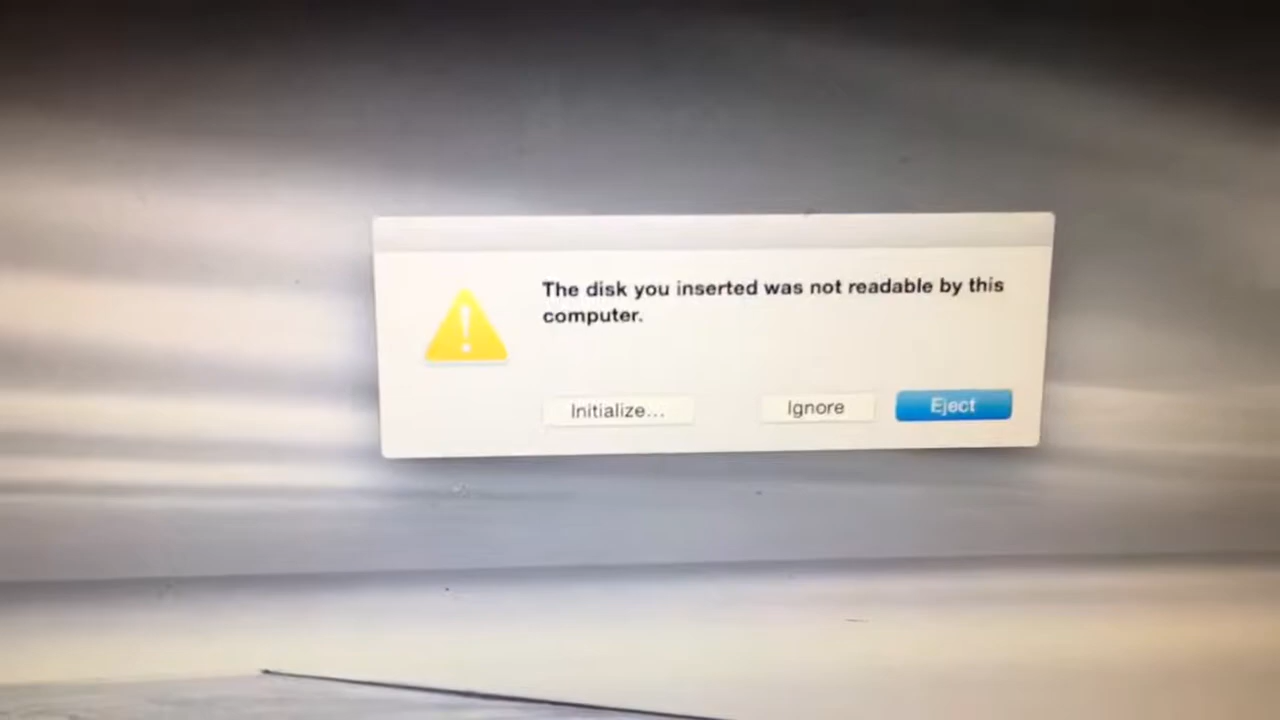 The disk you inserted was not readable by this
computer.
Initialize...
Ignore
Eject